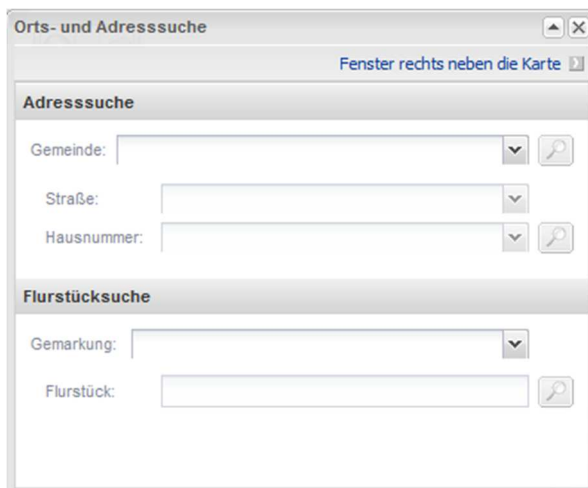 Orts- und Adresssuche
Fenster rechts neben die Karte
Adresssuche
Gemeinde:
Straße:
Hausnummer:
Flurstücksuche
Gemarkung:
Flurstück: